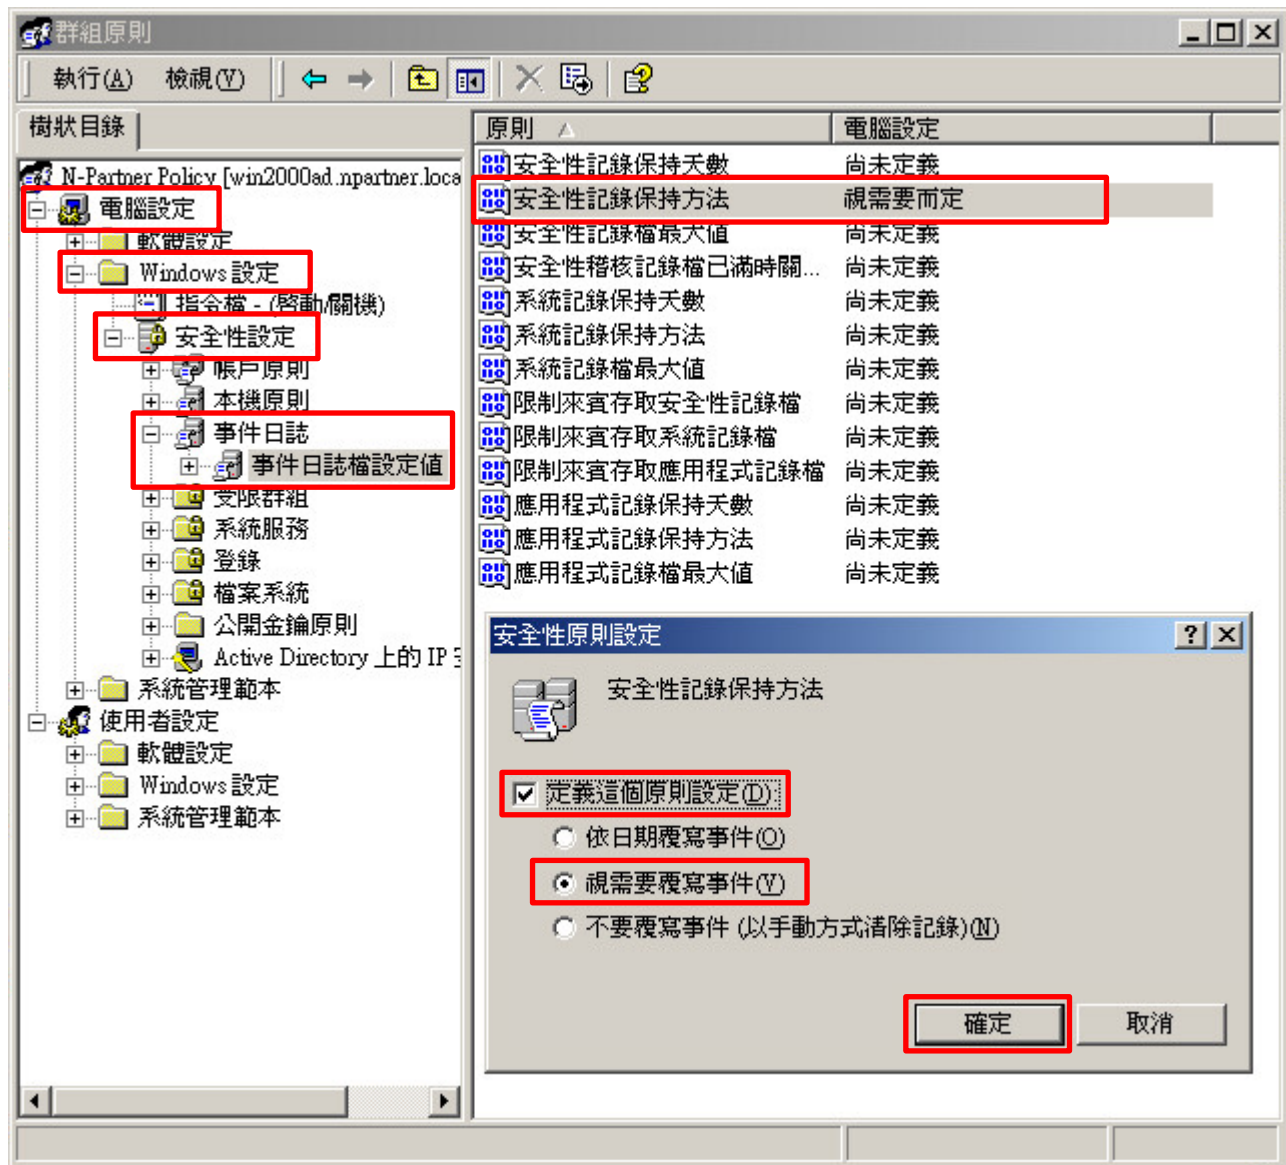 群組原則
執行(A) 檢視(V)
樹狀目錄
N-Partner Policy [win2000ad.npartner.loca
電腦設定
軟體設定
Windows 設定
指令檔 - (啓動/關機)
安全性設定
帳戶原則
本機原則
事件日誌
事件日誌檔設定值
受限群組
系統服務
登錄
檔案系統
公開金鑰原則
Active Directory 上的 IP
系統管理範本
使用者設定
軟體設定
Windows 設定
系統管理範本
原則 電腦設定
安全性記錄保持天數 尚未定義
安全性記錄保持方法 視需要而定
安全性記錄檔最大值 尚未定義
安全性稽核記錄檔已滿時關... 尚未定義
系統記錄保持天數 尚未定義
系統記錄保持方法 尚未定義
系統記錄檔最大值 尚未定義
限制來賓存取安全性記錄檔 尚未定義
限制來賓存取系統記錄檔 尚未定義
限制來賓存取應用程式記錄檔 尚未定義
應用程式記錄保持天數 尚未定義
應用程式記錄保持方法 尚未定義
應用程式記錄檔最大值 尚未定義
安全性原則設定
安全性記錄保持方法
定義這個原則設定(D):
依日期覆寫事件(O)
視需要覆寫事件(V)
不要覆寫事件 (以手動方式清除記錄)(N)
確定 取消